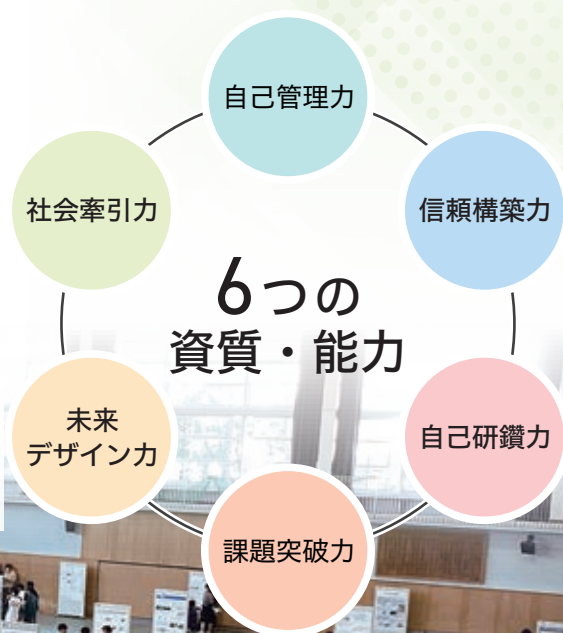 自己管理力
社会牽引力
信頼構築力
6つの
資質・能力
未来
デザイン力
自己研鑽力
課題突破力